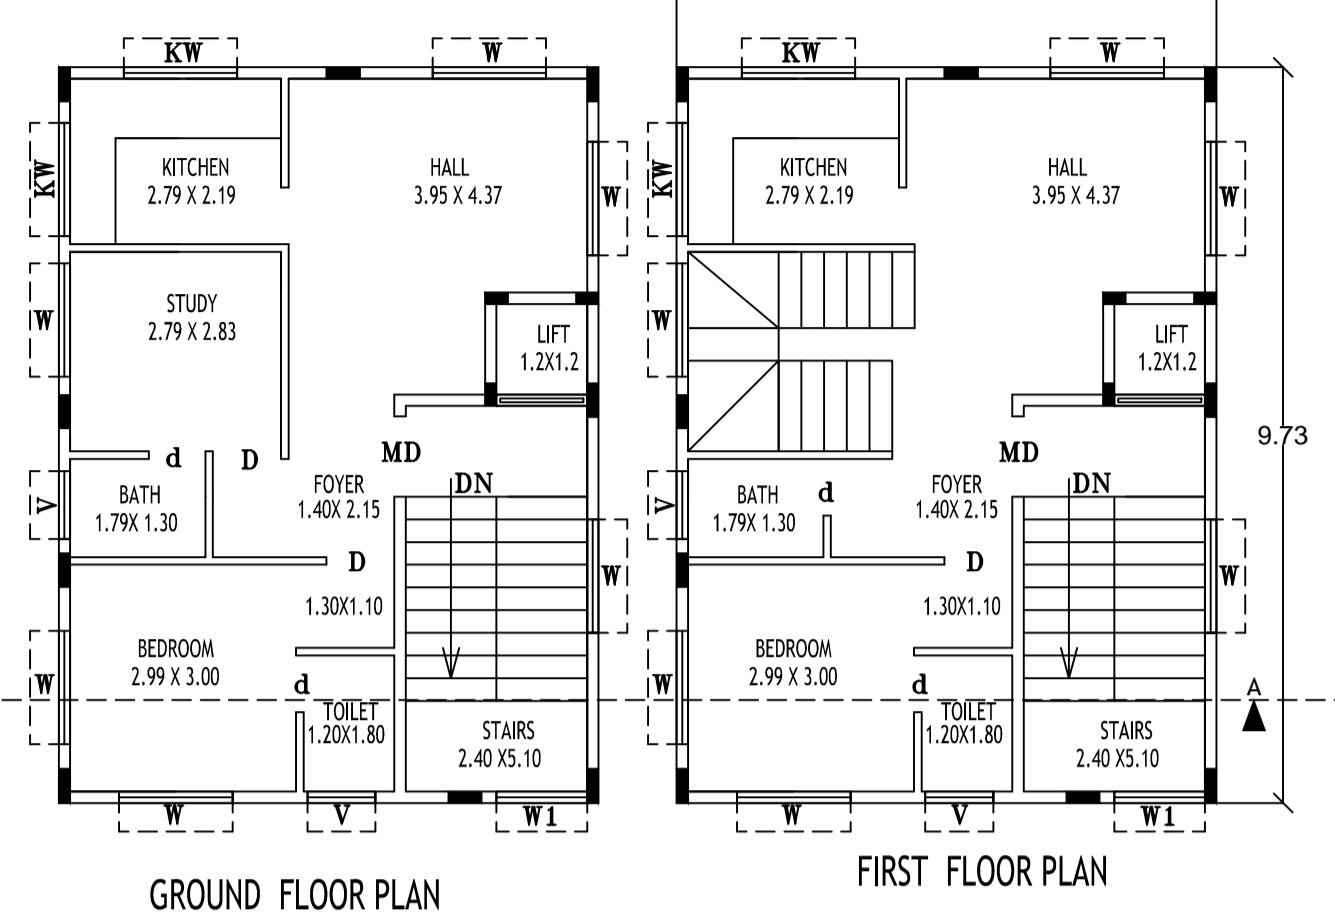 KW
W
KW
KITCHEN
2.79 X 2.19
HALL
3.95 X 4.37
W
W
STUDY
2.79 X 2.83
LIFT
1.2X1.2
d
D
MD
V
BATH
1.79X 1.30
FOYER
1.40X 2.15
DN
D
W
1.30X1.10
BEDROOM
2.99 X 3.00
W
d
TOILET
1.20X1.80
STAIRS
2.40 X5.10
W
V
W1
GROUND FLOOR PLAN
KW
W
KW
KITCHEN
2.79 X 2.19
HALL
3.95 X 4.37
W
W
LIFT
1.2X1.2
9.73
MD
V
BATH
1.79X 1.30
d
FOYER
1.40X 2.15
DN
D
W
1.30X1.10
BEDROOM
2.99 X 3.00
W
d
A
TOILET
1.20X1.80
STAIRS
2.40 X5.10
W
V
W1
FIRST FLOOR PLAN